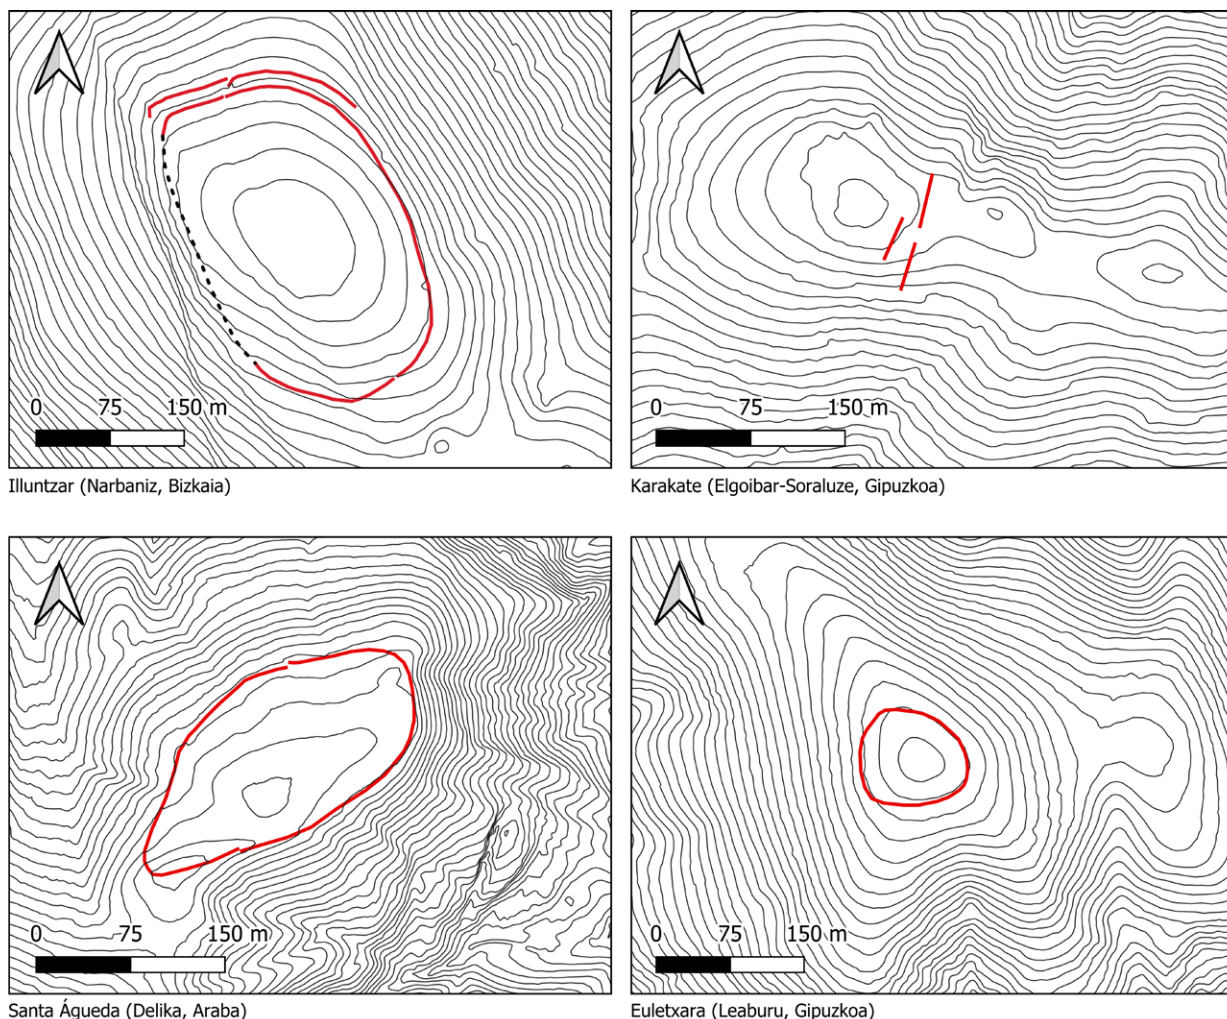 0 75 150 m
Illuntzar (Narbaniz, Bizkaia)
0 75 150 m
Karakate (Elgoibar-Soraluze, Gipuzkoa)
0 75 150 m
Santa Águeda (Delika, Araba)
0 75 150 m
Euletxara (Leaburu, Gipuzkoa)